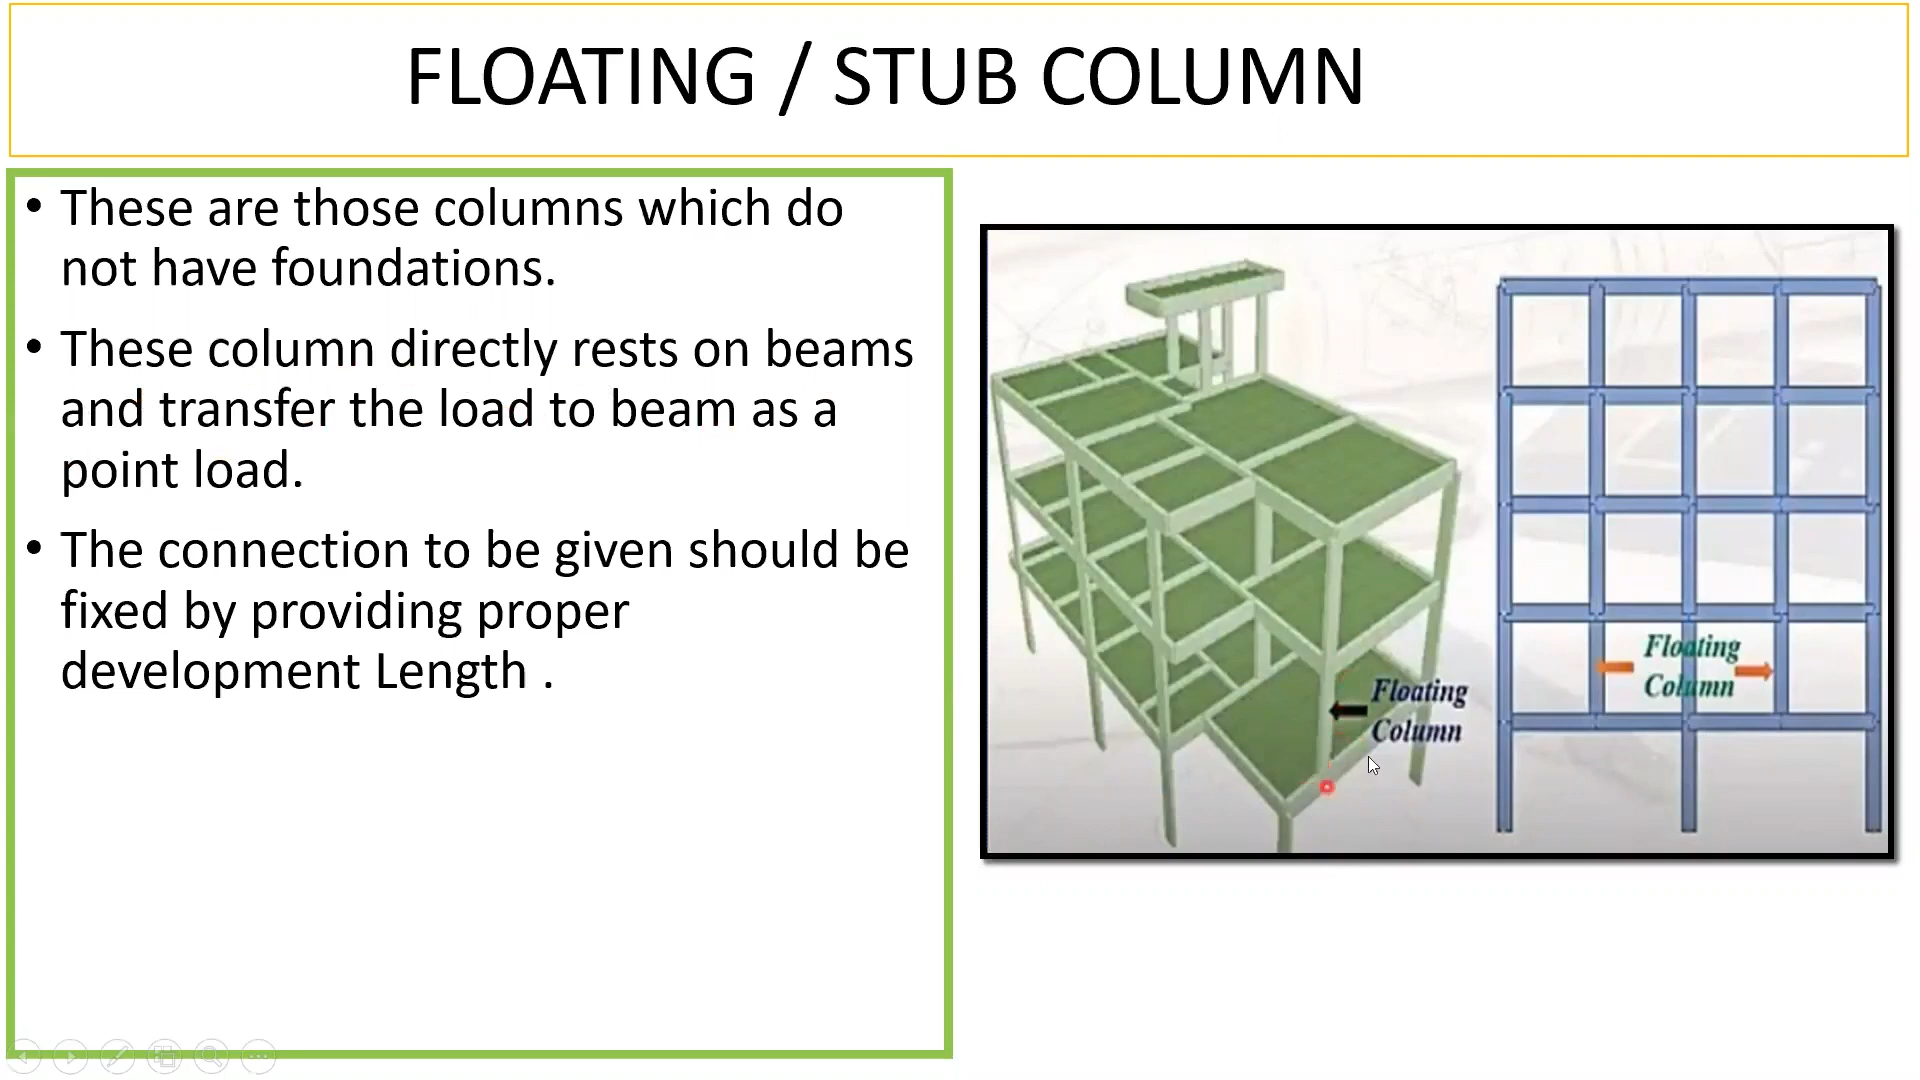 FLOATING / STUB COLUMN
• These are those columns which do
not have foundations.
• These column directly rests on beams
and transfer the load to beam as a
point load.
• The connection to be given should be
fixed by providing proper
development Length .
Floating
Column
Floating
Column